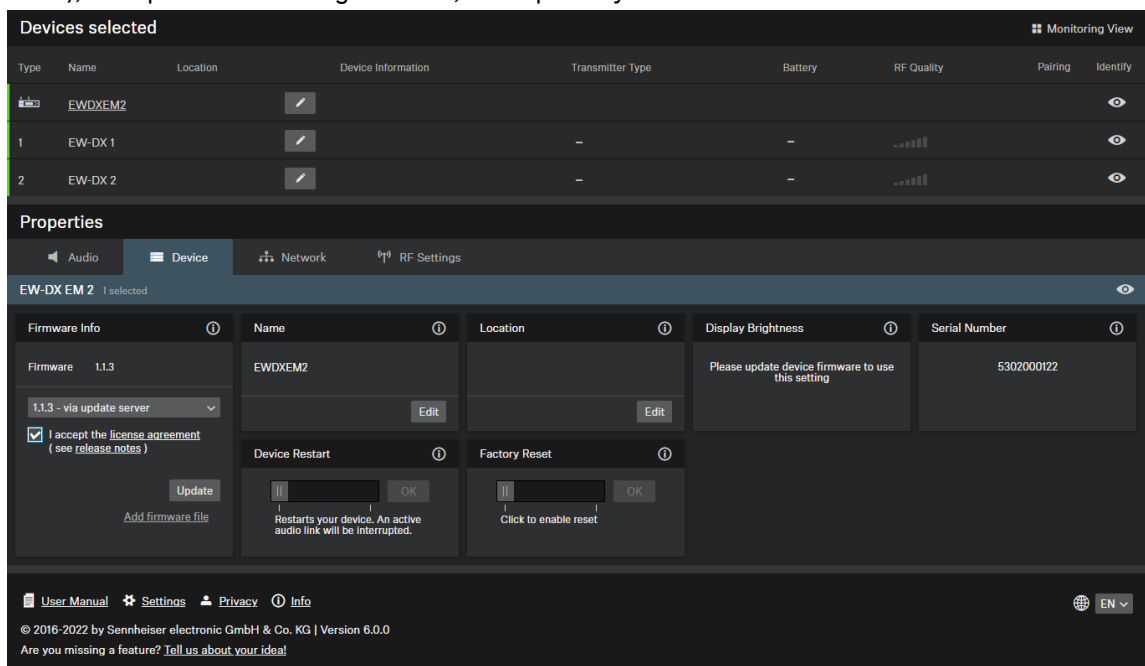 Devices selected
Monitoring View
Type Name Location Device Information Transmitter Type Battery RF Quality Pairing Identify
EWDXEM2
1 EW-DX 1 – –
2 EW-DX 2 – –
Properties
Audio Device Network RF Settings
EW-DX EM 2 1 selected
Firmware Info
Firmware 1.1.3
1.1.3 - via update server
I accept the license agreement
( see release notes )
Update
Add firmware file
Name
EWDXEM2
Edit
Location
Edit
Display Brightness
Please update device firmware to use
this setting
Serial Number
5302000122
Device Restart
OK
Restarts your device. An active
audio link will be interrupted.
Factory Reset
OK
Click to enable reset
User Manual Settings Privacy Info
EN
© 2016-2022 by Sennheiser electronic GmbH & Co. KG | Version 6.0.0
Are you missing a feature? Tell us about your idea!